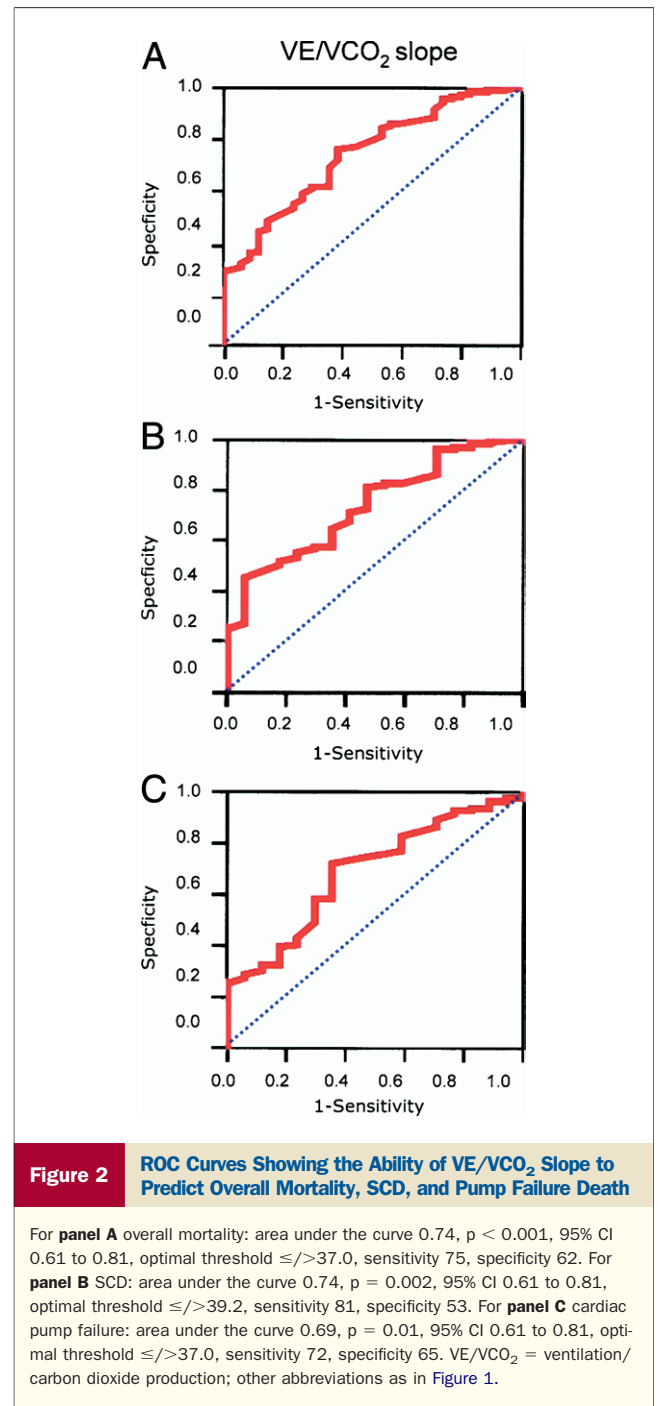 A
VE/VCO₂ slope
1.0
0.8
0.6
0.4
0.2
0.0
Specficity
0.0 0.2 0.4 0.6 0.8 1.0
1-Sensitivity
B
1.0
0.8
0.6
0.4
0.2
0.0
Specficity
0.0 0.2 0.4 0.6 0.8 1.0
1-Sensitivity
C
1.0
0.8
0.6
0.4
0.2
0.0
Specficity
0.0 0.2 0.4 0.6 0.8 1.0
1-Sensitivity
Figure 2
ROC Curves Showing the Ability of VE/VCO₂ Slope to
Predict Overall Mortality, SCD, and Pump Failure Death
For panel A overall mortality: area under the curve 0.74, p < 0.001, 95% CI
0.61 to 0.81, optimal threshold ≤/>37.0, sensitivity 75, specificity 62. For
panel B SCD: area under the curve 0.74, p = 0.002, 95% CI 0.61 to 0.81,
optimal threshold ≤/>39.2, sensitivity 81, specificity 53. For panel C cardiac
pump failure: area under the curve 0.69, p = 0.01, 95% CI 0.61 to 0.81, opti-
mal threshold ≤/>37.0, sensitivity 72, specificity 65. VE/VCO₂ = ventilation/
carbon dioxide production; other abbreviations as in Figure 1.